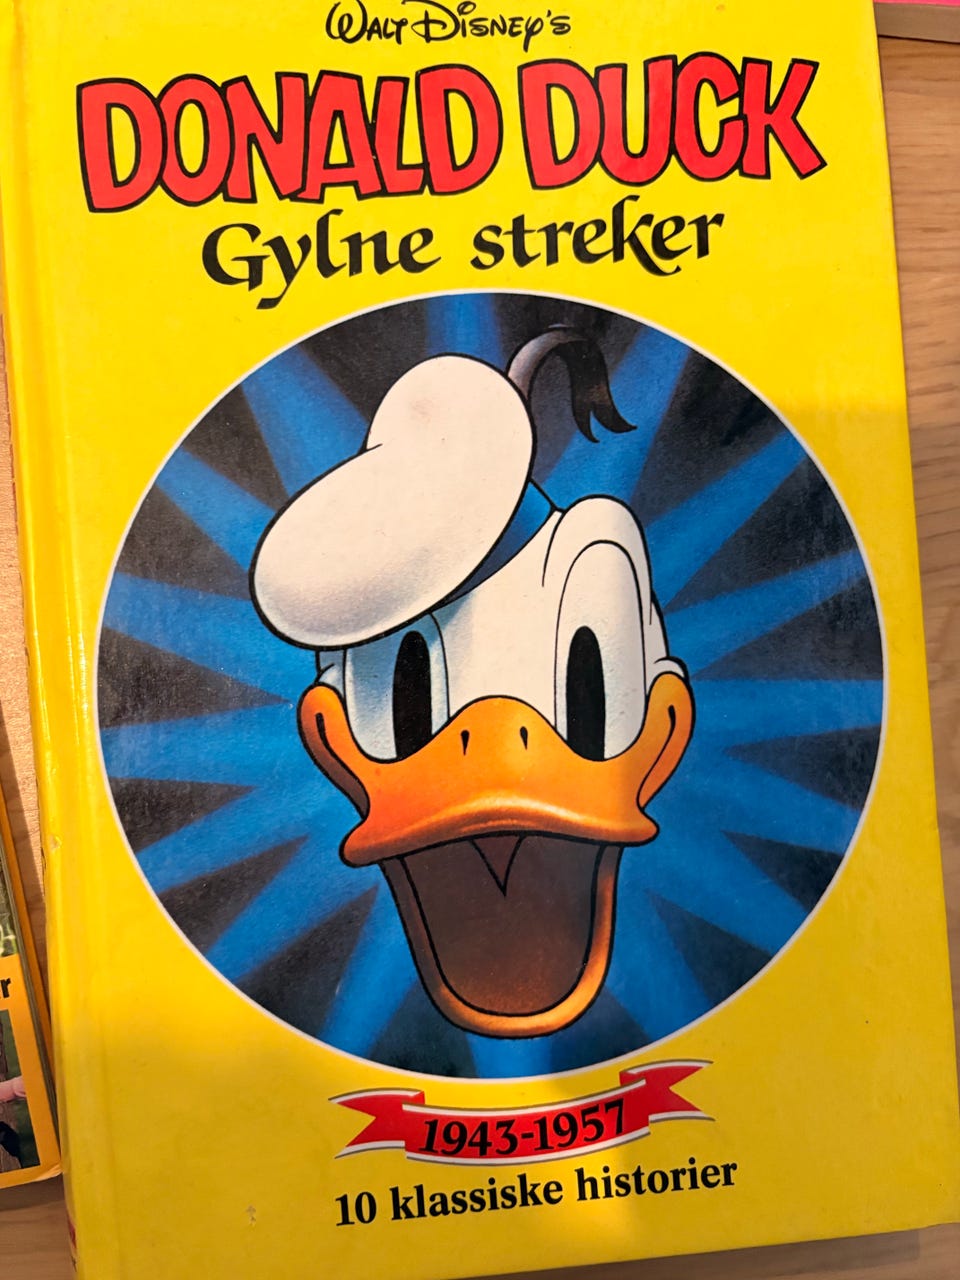 Walt Disney's
DONALD DUCK
Gylne streker
1943-1957
10 klassiske historier
r